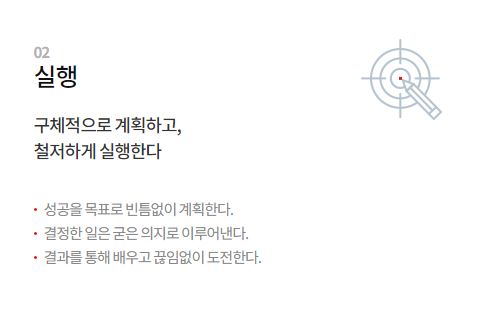 02
실행
구체적으로 계획하고,
철저하게 실행한다
• 성공을 목표로 빈틈없이 계획한다.
• 결정한 일은 굳은 의지로 이루어낸다.
• 결과를 통해 배우고 끊임없이 도전한다.